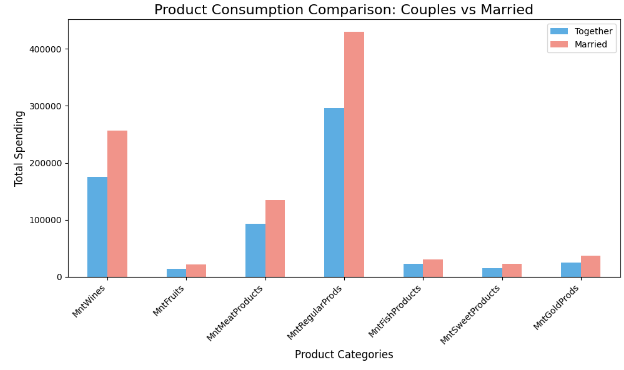 Product Consumption Comparison: Couples vs Married
Together
Married
Total Spending
400000
300000
200000
100000
0
MntWines
MntFruits
MntMeatProducts
MntRegularProds
MntFishProducts
MntSweetProducts
MntGoldProds
Product Categories